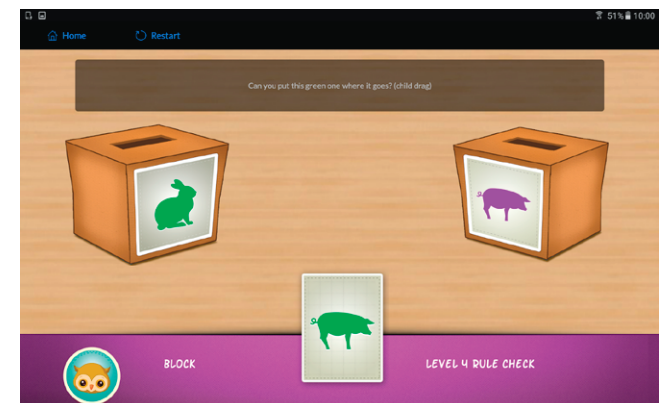 51% 10:00
Home Restart
Can you put this green one where it goes? (child drag)
BLOCK LEVEL 4 RULE CHECK